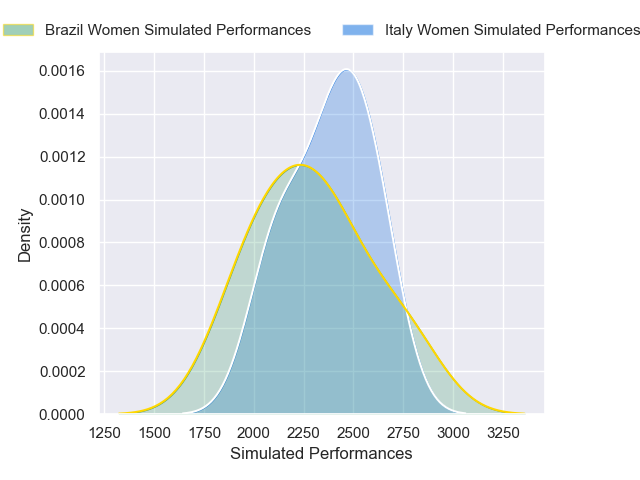 Brazil Women Simulated Performances Italy Women Simulated Performances
0.0016
0.0014
0.0012
0.0010
0.0008
0.0006
0.0004
0.0002
0.0000
Density
1250 1500 1750 2000 2250 2500 2750 3000 3250
Simulated Performances